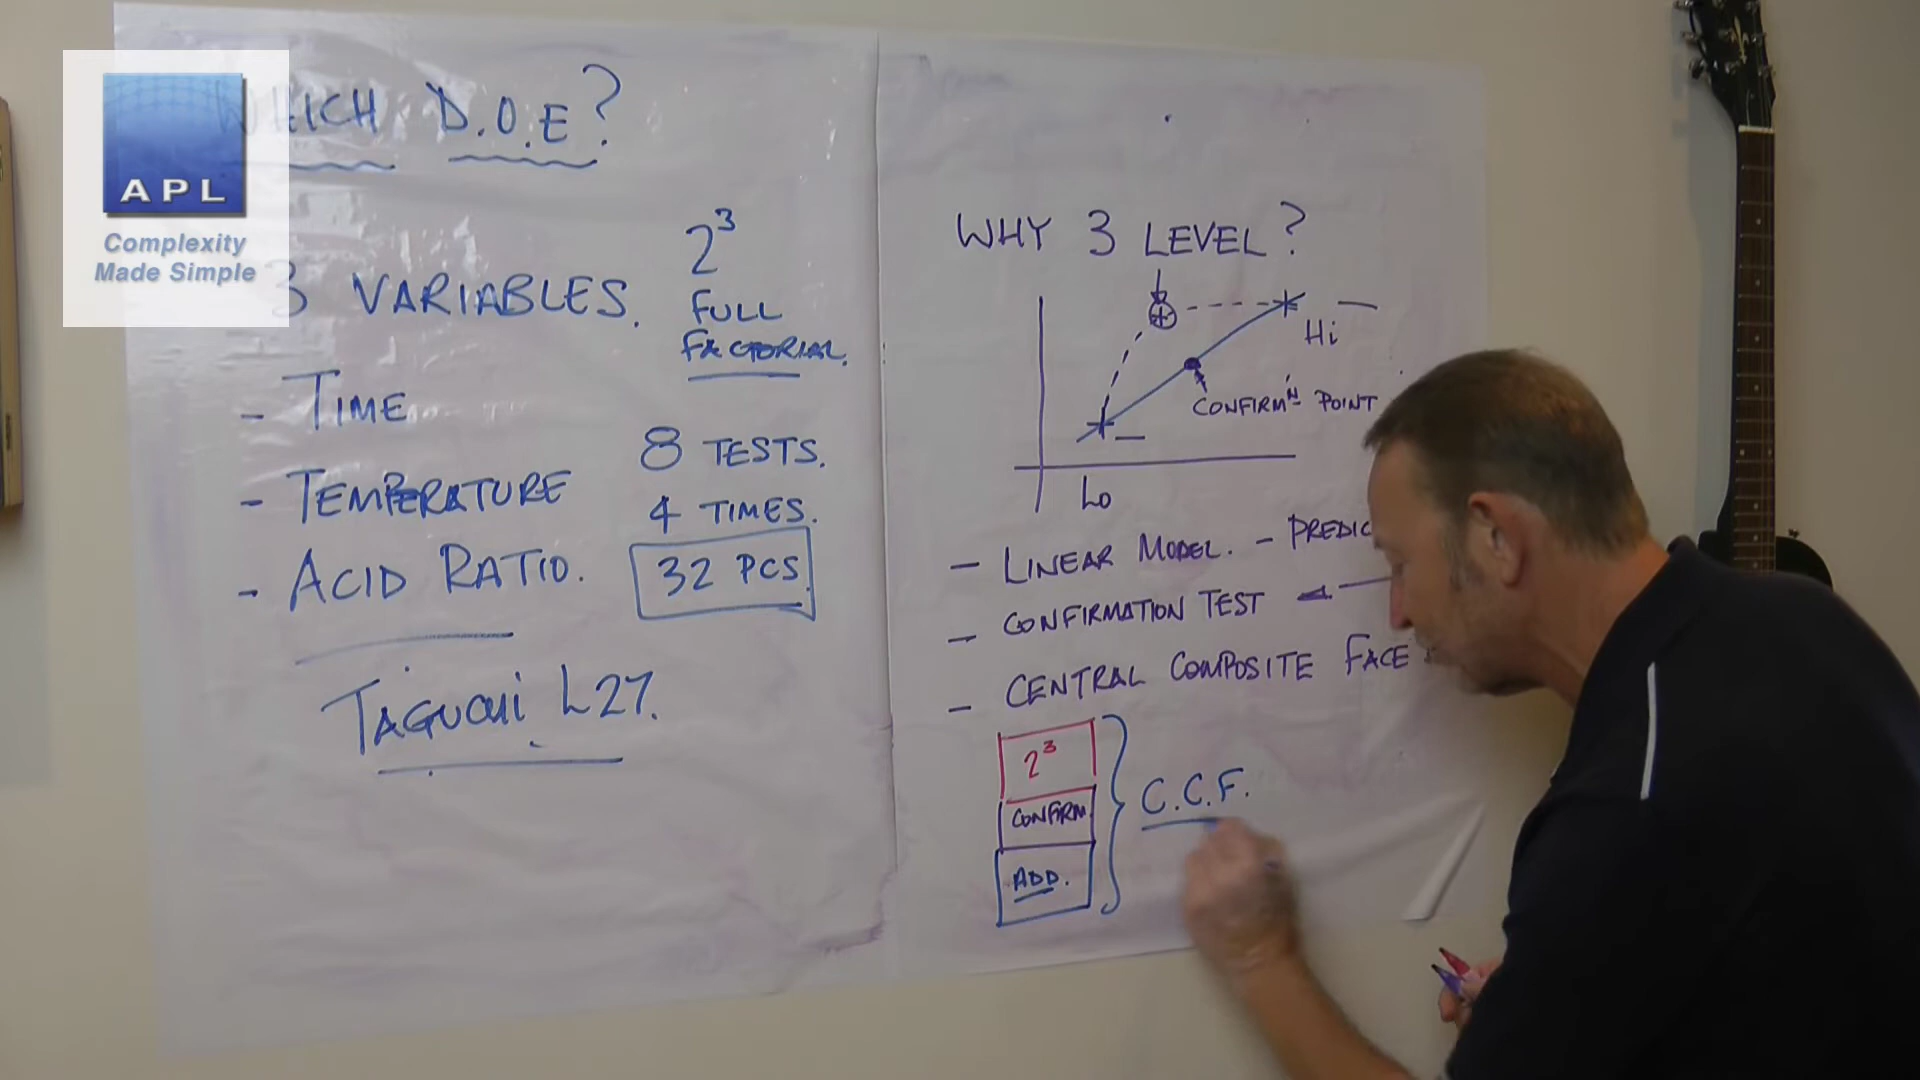 WHICH D.O.E?
APL
Complexity
Made Simple
3 VARIABLES.
2³
FULL
FACTORIAL.
- TIME
- TEMPERATURE
- ACID RATIO.
8 TESTS.
4 TIMES.
32 PCS
TAGUCHI L27.
WHY 3 LEVEL?
Hi
CONFIRM'N POINT
Lo
- LINEAR MODEL. - PREDIC
- CONFIRMATION TEST
- CENTRAL COMPOSITE FACE
2³
CONFIRM.
ADD.
C.C.F.